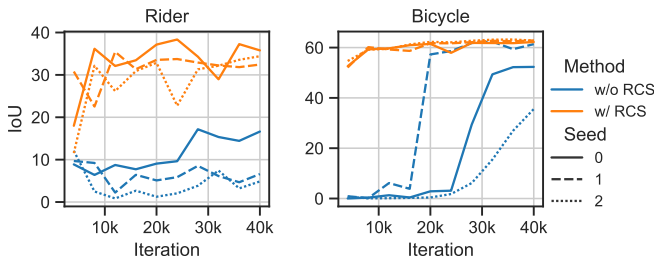 Rider
Bicycle
40
30
20
10
0
IoU
10k 20k 30k 40k
Iteration
60
40
20
0
10k 20k 30k 40k
Iteration
Method
w/o RCS
w/ RCS
Seed
0
1
2